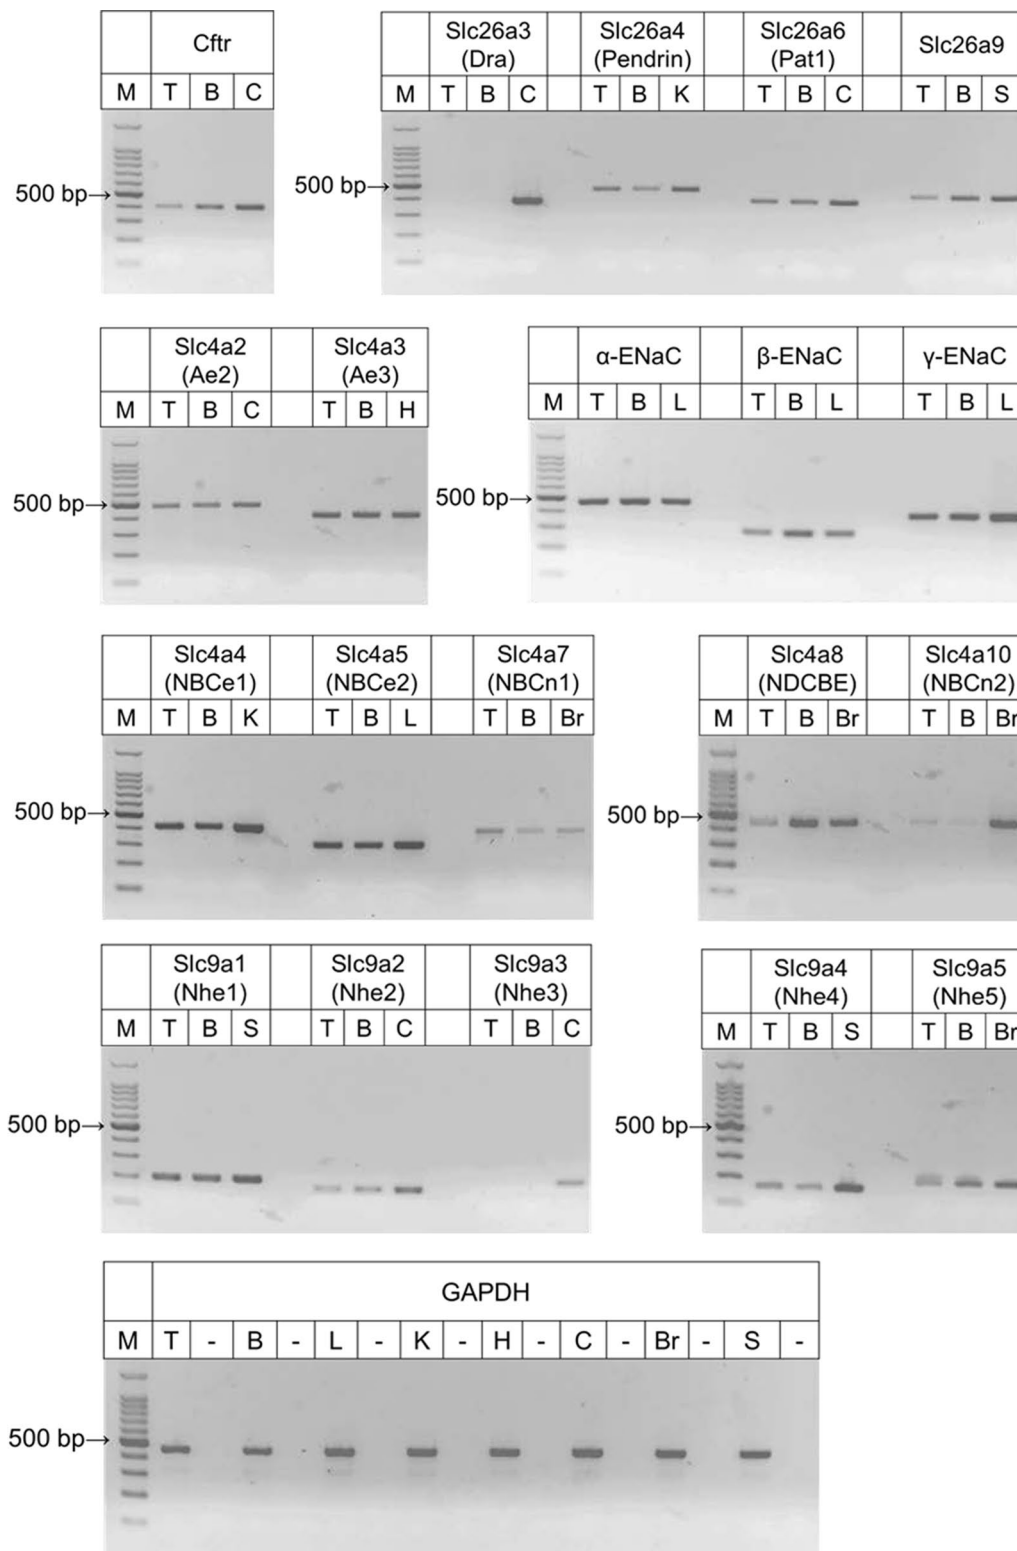 Cftr
M T B C
500 bp→
Slc26a3 (Dra) Slc26a4 (Pendrin) Slc26a6 (Pat1) Slc26a9
M T B C T B K T B C T B S
500 bp→
Slc4a2 (Ae2) Slc4a3 (Ae3)
M T B C T B H
500 bp→
α-ENaC β-ENaC γ-ENaC
M T B L T B L T B L
500 bp→
Slc4a4 (NBCe1) Slc4a5 (NBCe2) Slc4a7 (NBCn1)
M T B K T B L T B Br
500 bp→
Slc4a8 (NDCBE) Slc4a10 (NBCn2)
M T B Br T B Br
500 bp→
Slc9a1 (Nhe1) Slc9a2 (Nhe2) Slc9a3 (Nhe3)
M T B S T B C T B C
500 bp→
Slc9a4 (Nhe4) Slc9a5 (Nhe5)
M T B S T B Br
500 bp→
GAPDH
M T - B - L - K - H - C - Br - S -
500 bp→